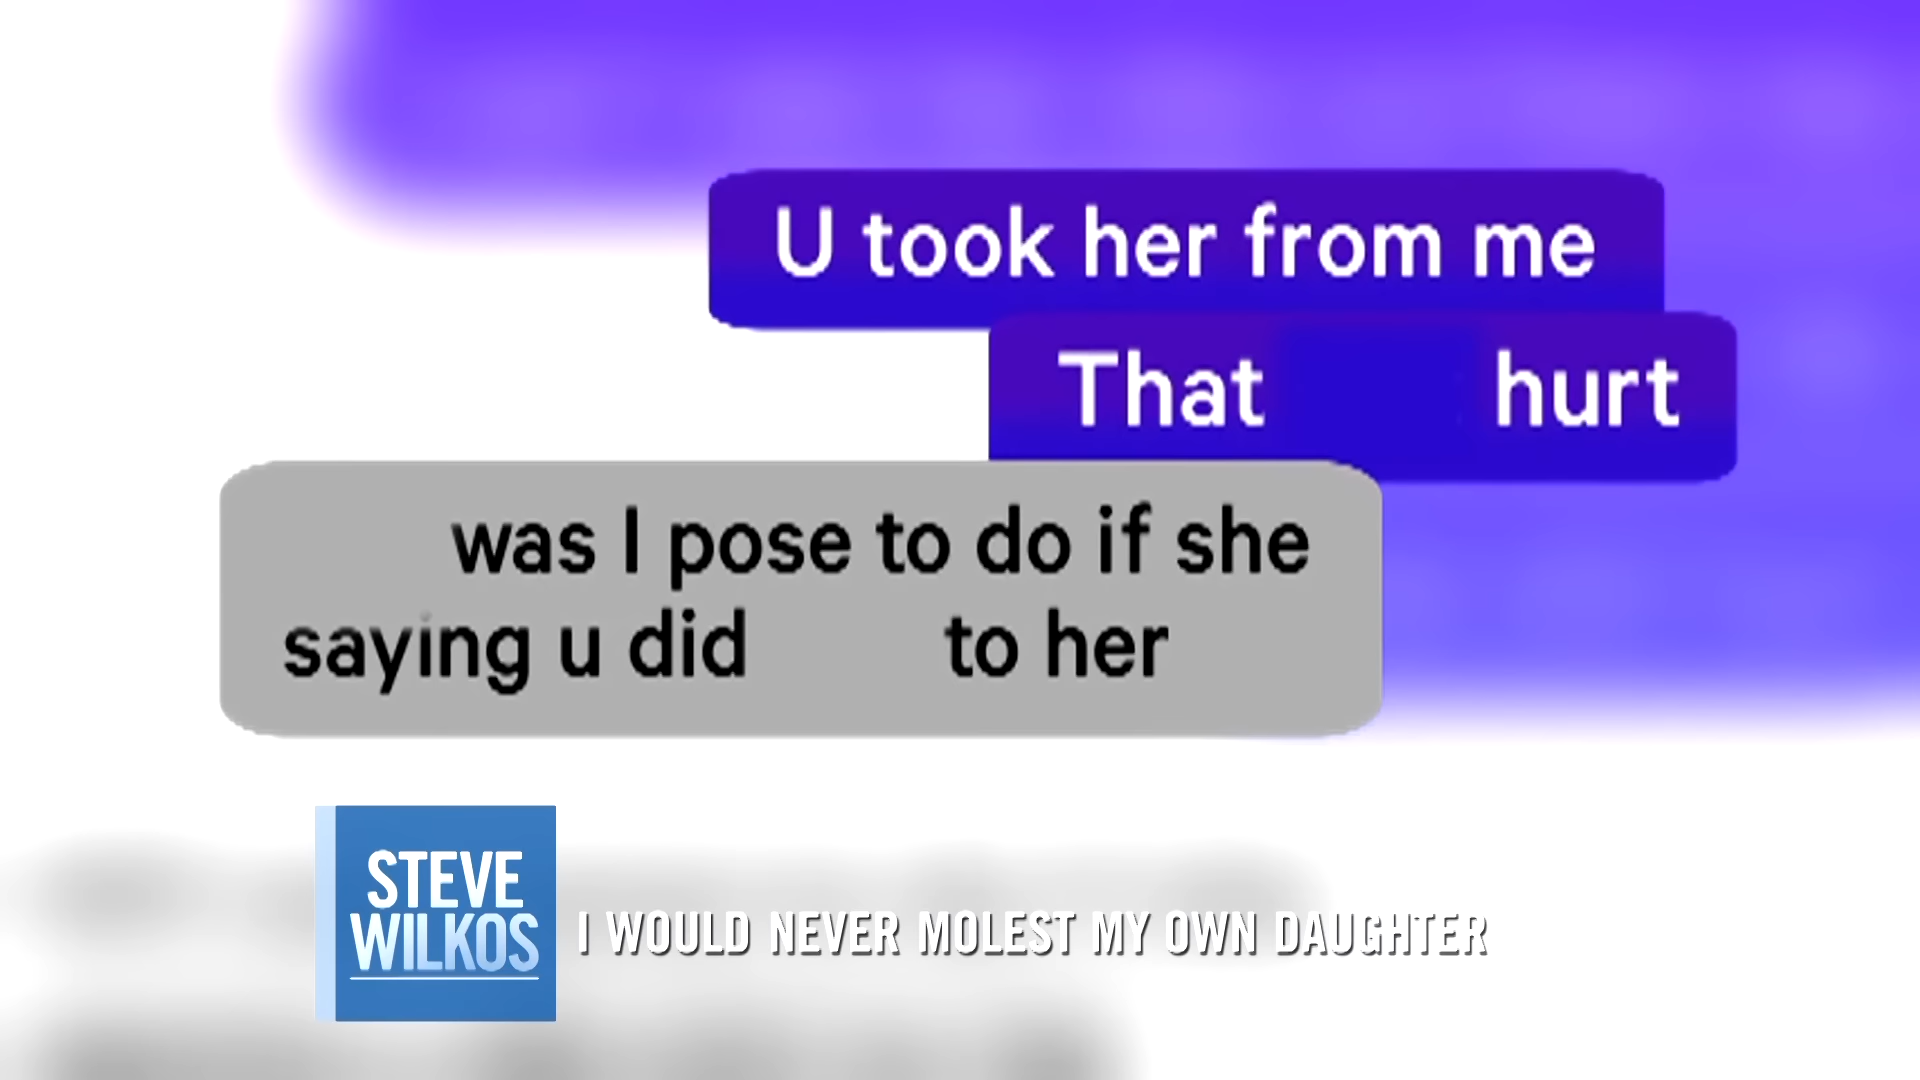 U took her from me
That hurt
was I pose to do if she
saying u did to her
STEVE
WILKOS
I WOULD NEVER MOLEST MY OWN DAUGHTER